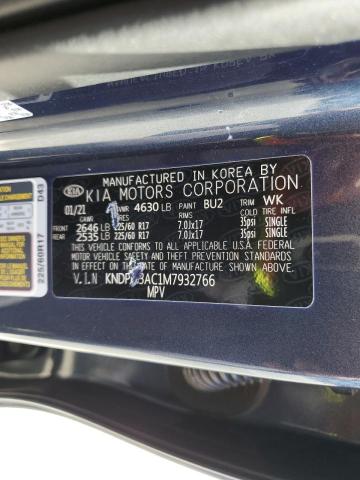 MANUFACTURED IN KOREA BY
KIA KIA MOTORS CORPORATION
01/21 4630 LB PAINT BU2 TRIM WK
GAWR RIMS COLD TIRE INFL
FRONT 2646 LB 225/60 R17 7.0Jx17 35psi SINGLE
REAR 2535 LB 225/60 R17 7.0Jx17 35psi SINGLE
THIS VEHICLE CONFORMS TO ALL APPLICABLE U.S.A. FEDERAL
MOTOR VEHICLE SAFETY AND THEFT PREVENTION STANDARDS
IN EFFECT ON THE DATE OF MANUFACTURE SHOWN ABOVE.
V.I.N 3AC1M7932766
MPV
225/60R17 D43